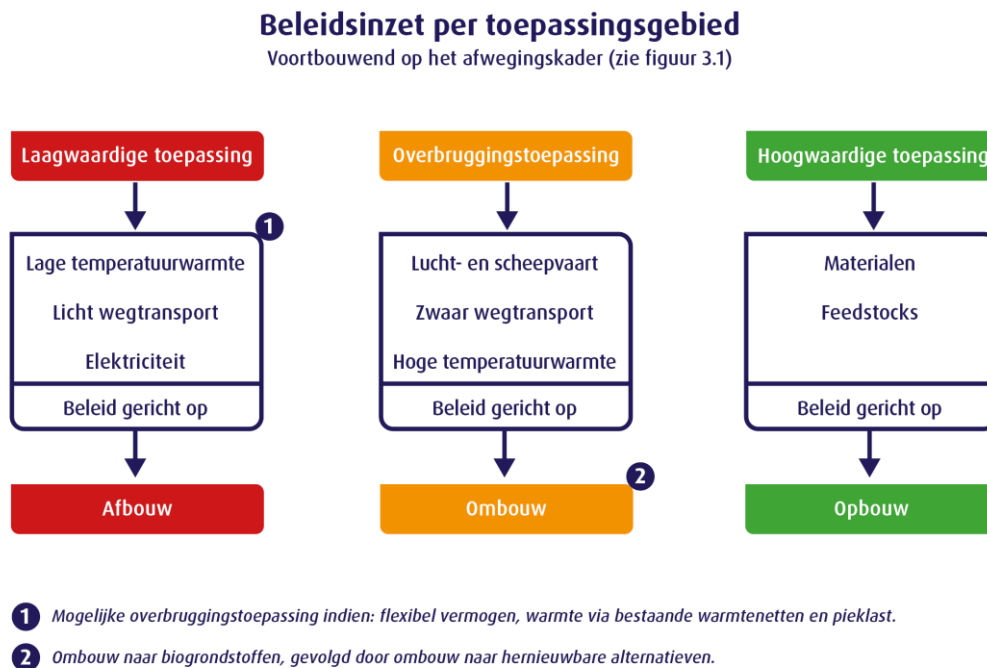 Beleidsinzet per toepassingsgebied
Voortbouwend op het afwegingskader (zie figuur 3.1)
Laagwaardige toepassing
1
Lage temperatuurwarmte
Licht wegtransport
Elektriciteit
Beleid gericht op
Afbouw
Overbruggingstoepassing
Lucht- en scheepvaart
Zwaar wegtransport
Hoge temperatuurwarmte
Beleid gericht op
2
Ombouw
Hoogwaardige toepassing
Materialen
Feedstocks
Beleid gericht op
Opbouw
1 Mogelijke overbruggingstoepassing indien: flexibel vermogen, warmte via bestaande warmtenetten en pieklast.
2 Ombouw naar biogrondstoffen, gevolgd door ombouw naar hernieuwbare alternatieven.